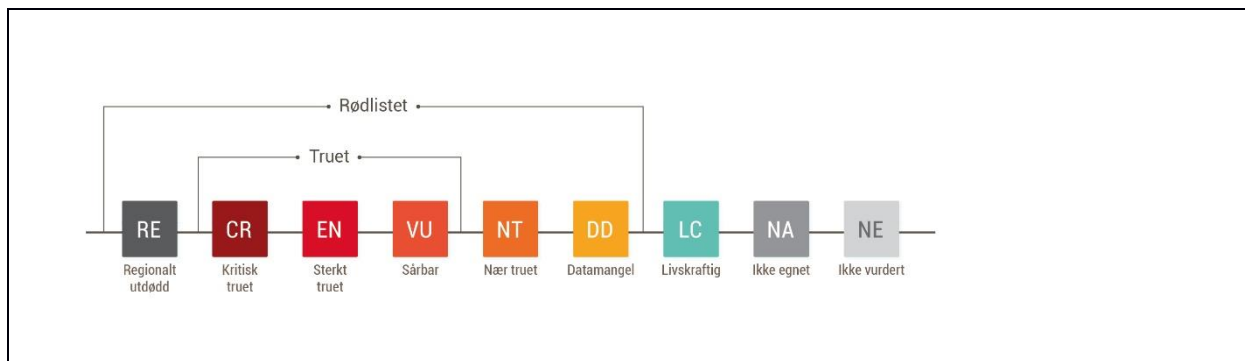 Rødlistet
Truet
RE CR EN VU NT DD LC NA NE
Regionalt utdødd
Kritisk truet
Sterkt truet
Sårbar
Nær truet
Datamangel
Livskraftig
Ikke egnet
Ikke vurdert